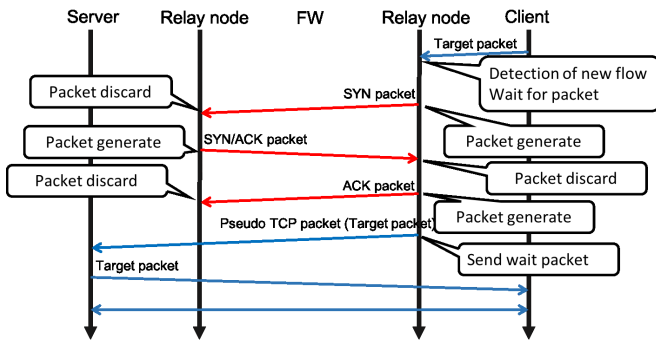 Server Relay node FW Relay node Client
Target packet
Detection of new flow
Wait for packet
Packet discard
SYN packet
Packet generate
Packet generate
SYN/ACK packet
Packet discard
Packet discard
ACK packet
Packet generate
Pseudo TCP packet (Target packet)
Send wait packet
Target packet